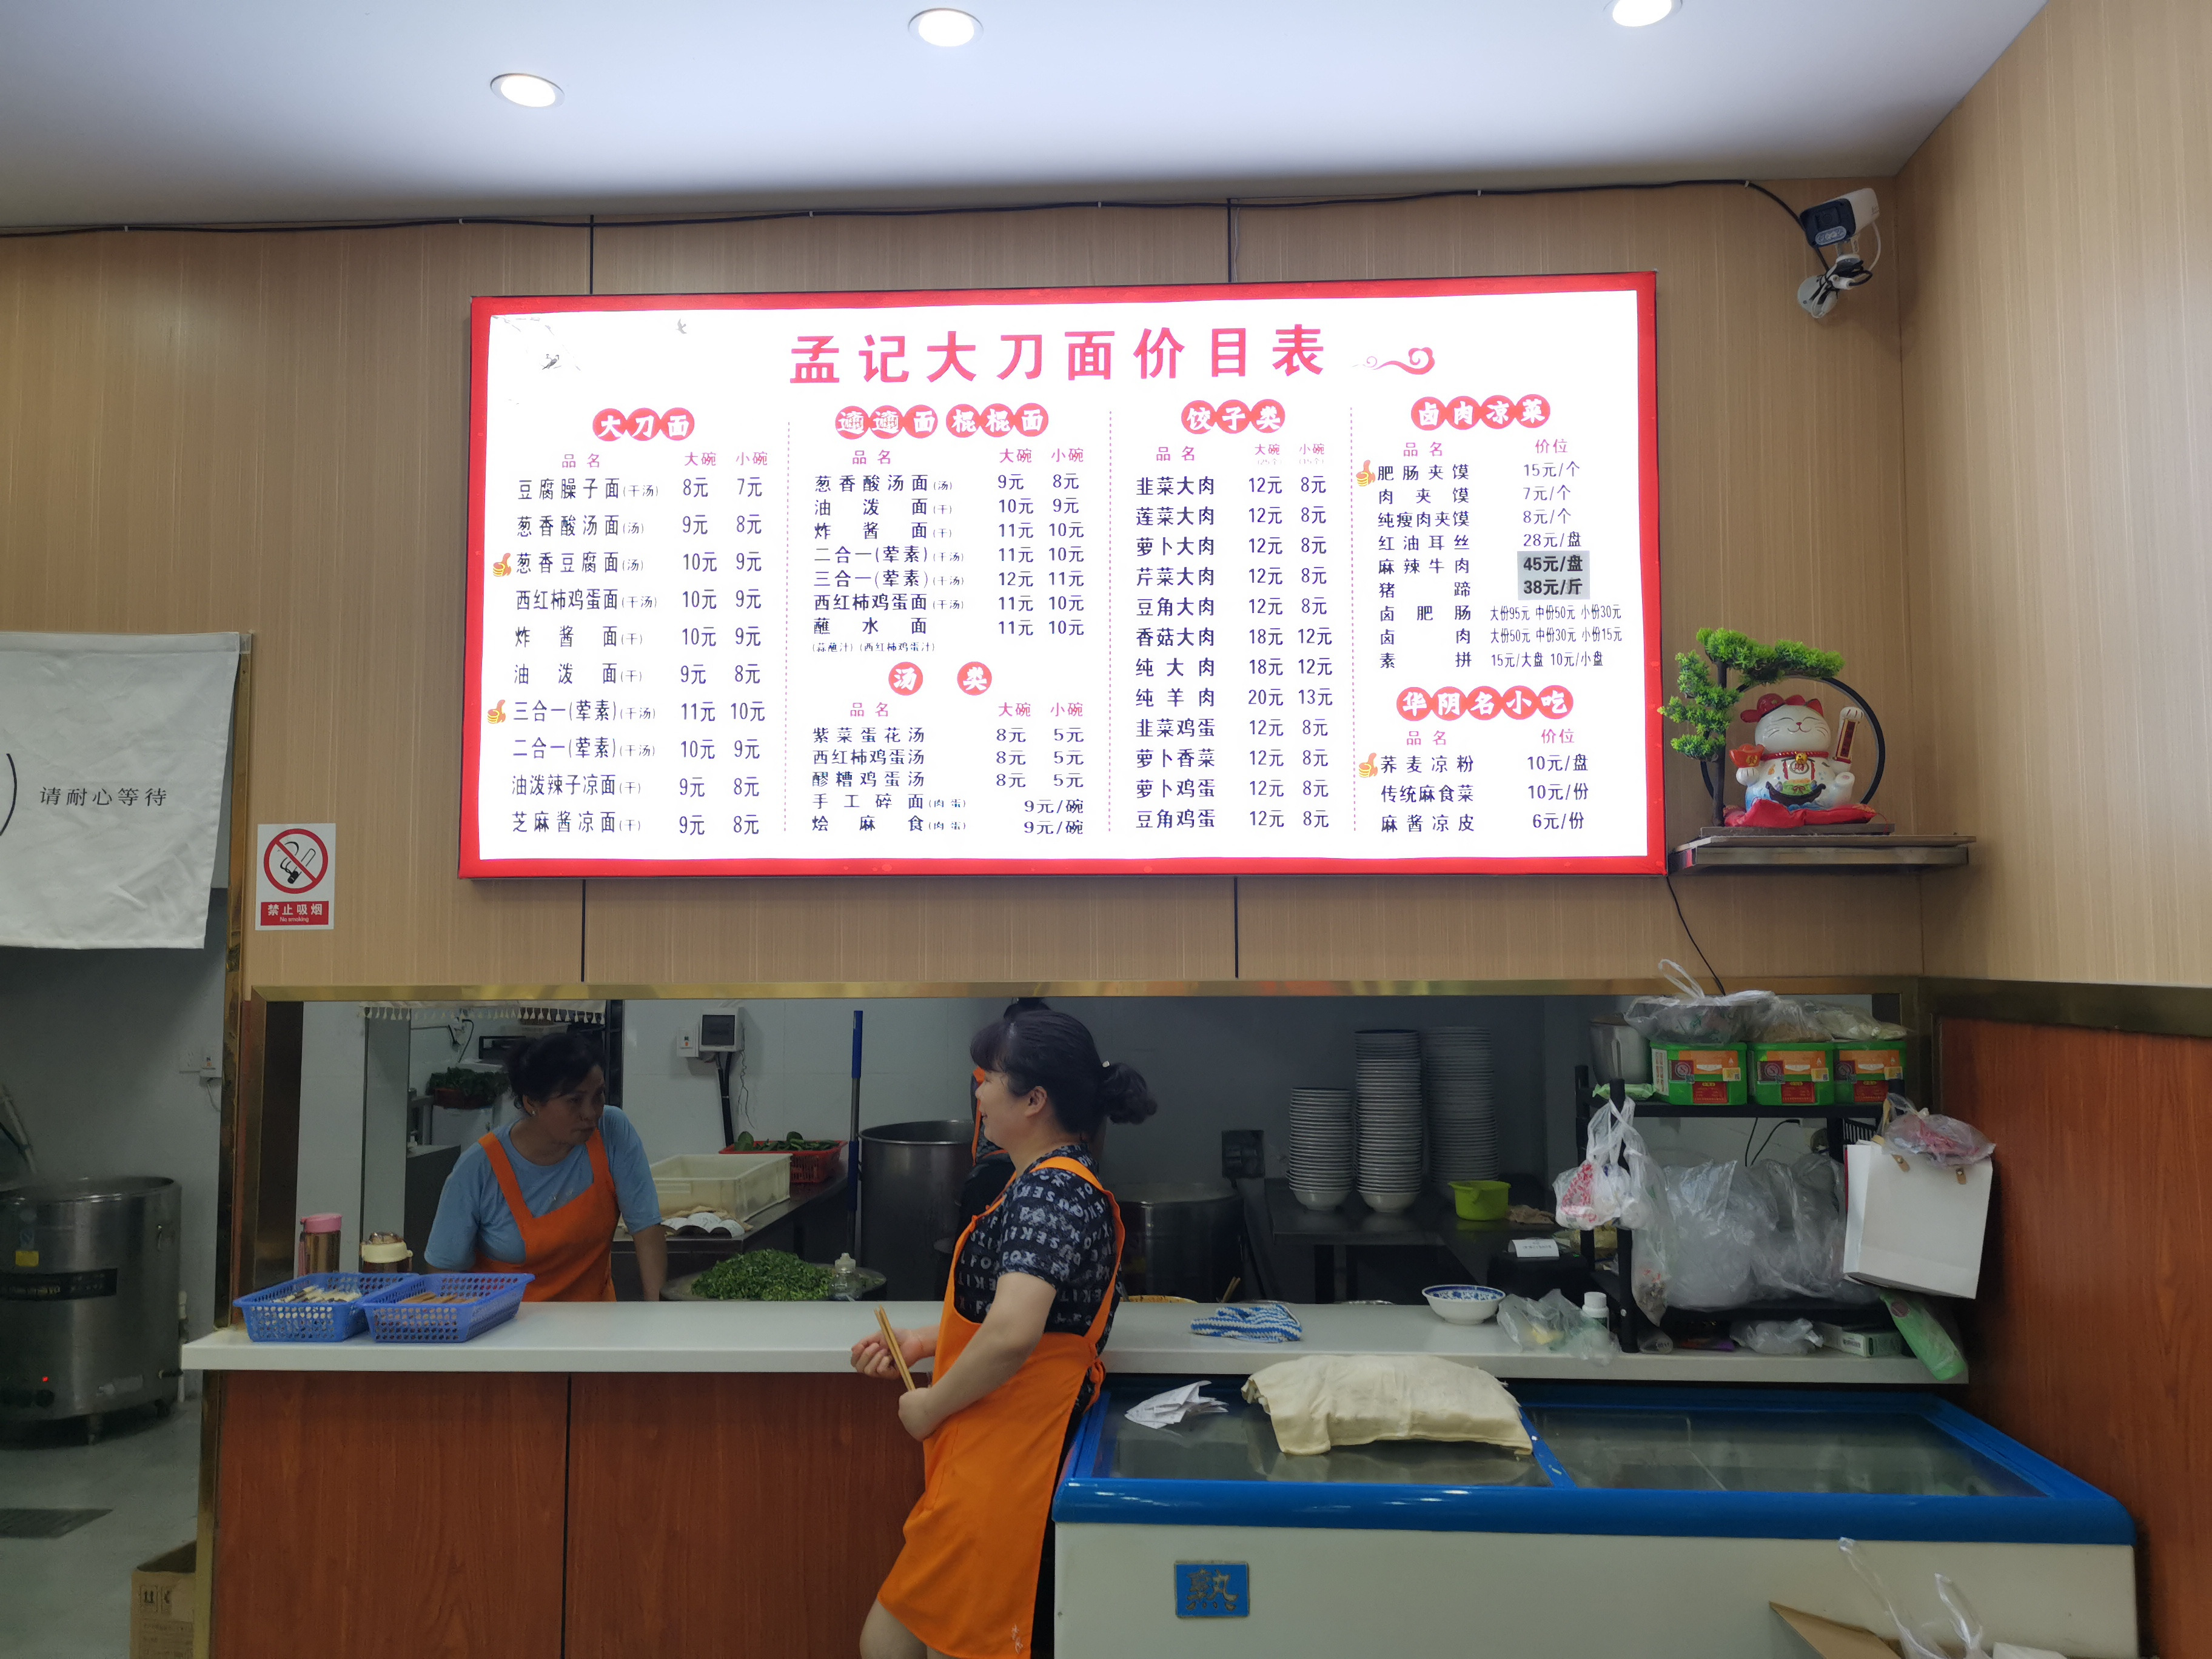 孟记大刀面价目表
大刀面
品名 大碗 小碗
豆腐臊子面(干汤) 8元 7元
葱香酸汤面(汤) 9元 8元
葱香豆腐面(汤) 10元 9元
西红柿鸡蛋面(干汤) 10元 9元
炸酱面(干) 10元 9元
油泼面(干) 9元 8元
三合一(荤素)(干汤) 11元 10元
二合一(荤素)(干汤) 10元 9元
油泼辣子凉面(干) 9元 8元
芝麻酱凉面(干) 9元 8元
面 棍棍面
品名 大碗 小碗
葱香酸汤面(汤) 9元 8元
油泼面(干) 10元 9元
炸酱面(干) 11元 10元
二合一(荤素)(干汤) 11元 10元
三合一(荤素)(干汤) 12元 11元
西红柿鸡蛋面(干汤) 11元 10元
蘸水面 11元 10元
(蒜蘸汁)(西红柿鸡蛋汁)
汤类
品名 大碗 小碗
紫菜蛋花汤 8元 5元
西红柿鸡蛋汤 8元 5元
醪糟鸡蛋汤 8元 5元
手工碎面(肉 蛋) 9元/碗
烩麻食(肉 蛋) 9元/碗
饺子类
品名 大碗 小碗
韭菜大肉 12元 8元
莲菜大肉 12元 8元
萝卜大肉 12元 8元
芹菜大肉 12元 8元
豆角大肉 12元 8元
香菇大肉 18元 12元
纯大肉 18元 12元
纯羊肉 20元 13元
韭菜鸡蛋 12元 8元
萝卜香菜 12元 8元
萝卜鸡蛋 12元 8元
豆角鸡蛋 12元 8元
卤肉凉菜
品名 价位
肥肠夹馍 15元/个
肉夹馍 7元/个
纯瘦肉夹馍 8元/个
红油耳丝 28元/盘
麻辣牛肉 45元/盘
猪蹄 38元/斤
卤肥肠 大份95元 中份50元 小份30元
卤肉 大份50元 中份30元 小份15元
素拼 15元/大盘 10元/小盘
华阴名小吃
品名 价位
荞麦凉粉 10元/盘
传统麻食菜 10元/份
麻酱凉皮 6元/份
请耐心等待
禁止吸烟
No smoking
熟